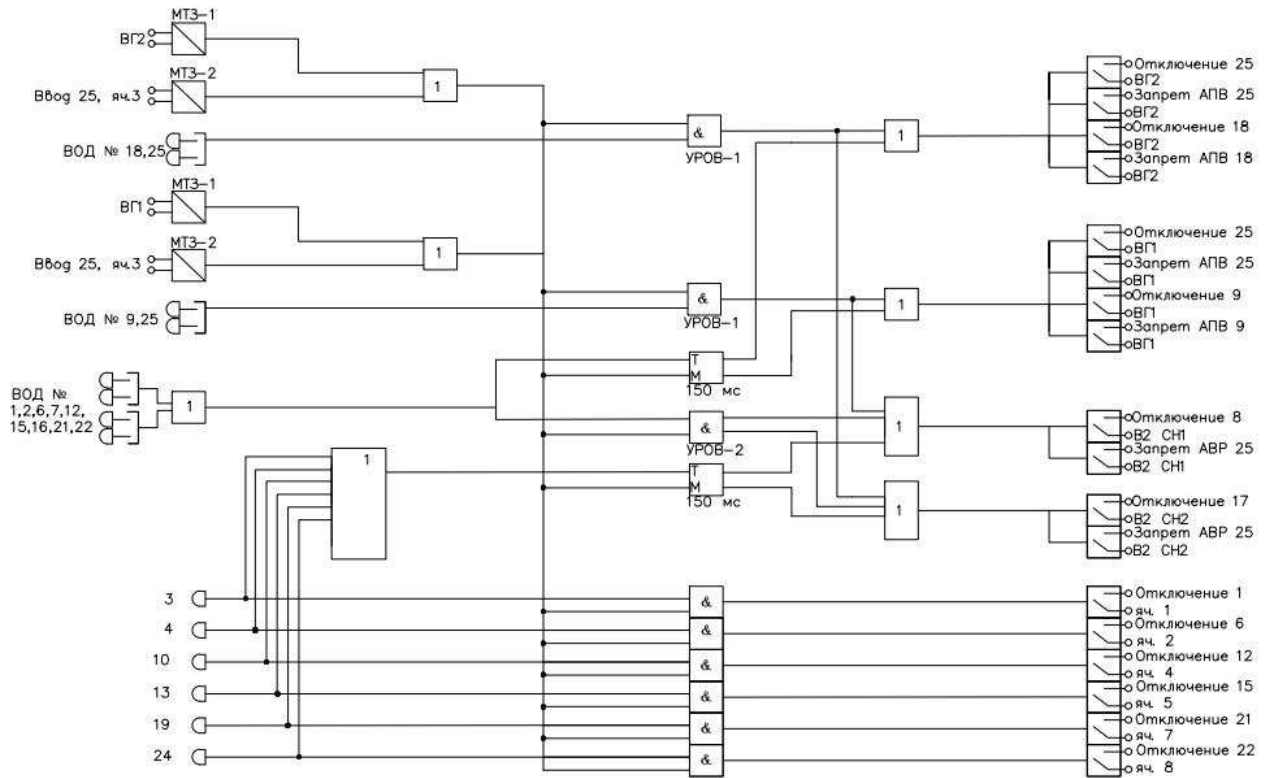 МТЗ-1
ВГ2
МТЗ-2
Ввод 25, яч.3
1
ВОД № 18,25
&
УРОВ-1
1
Отключение 25
ВГ2
Запрет АПВ 25
ВГ2
Отключение 18
ВГ2
Запрет АПВ 18
ВГ2
МТЗ-1
ВГ1
МТЗ-2
Ввод 25, яч.3
1
ВОД № 9,25
&
УРОВ-1
1
Отключение 25
ВГ1
Запрет АПВ 25
ВГ1
Отключение 9
ВГ1
Запрет АПВ 9
ВГ1
ВОД №
1,2,6,7,12,
15,16,21,22
1
Т
М
150 мс
&
УРОВ-2
1
Т
М
150 мс
1
1
Отключение 8
В2 СН1
Запрет АВР 25
В2 СН1
Отключение 17
В2 СН2
Запрет АВР 25
В2 СН2
3
&
Отключение 1
яч. 1
4
&
Отключение 6
яч. 2
10
&
Отключение 12
яч. 4
13
&
Отключение 15
яч. 5
19
&
Отключение 21
яч. 7
24
&
Отключение 22
яч. 8